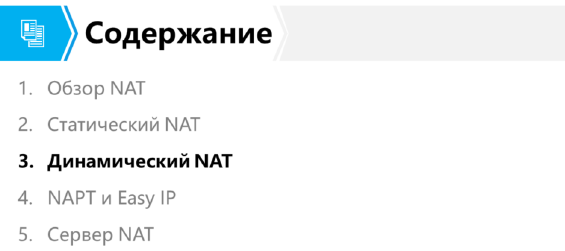 Содержание
1. Обзор NAT
2. Статический NAT
3. Динамический NAT
4. NAPT и Easy IP
5. Сервер NAT